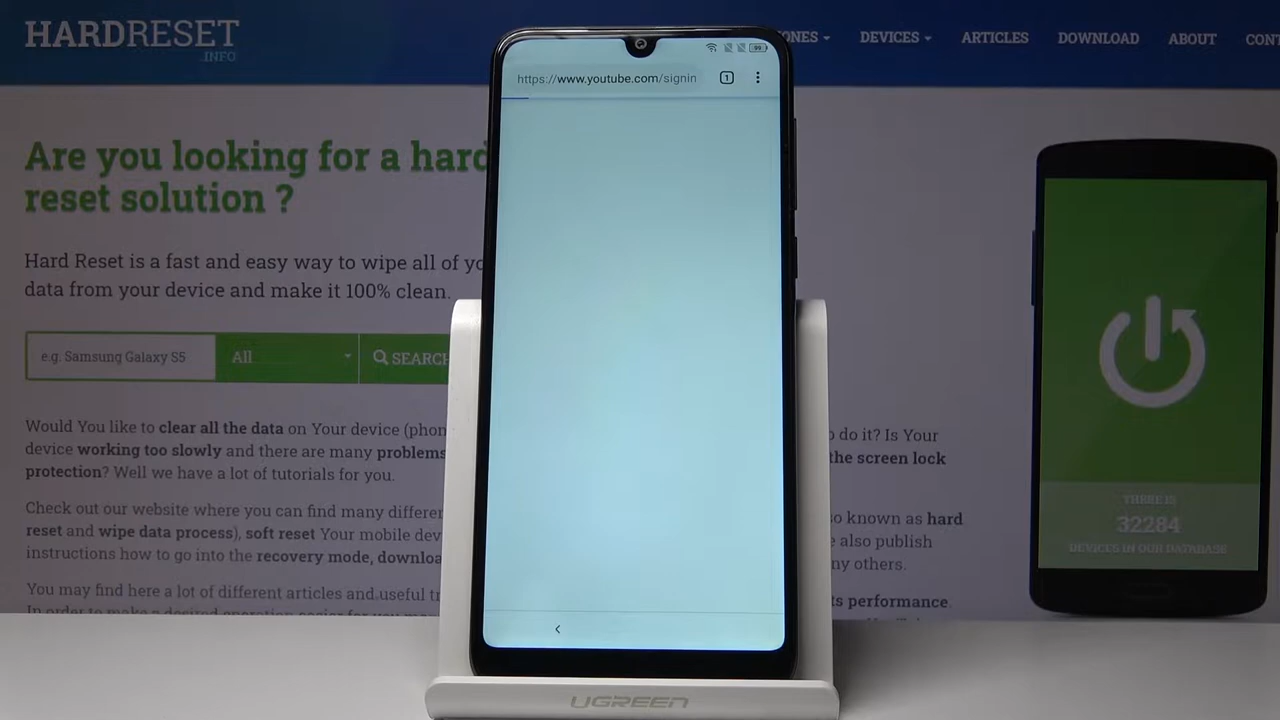 HARDRESET
.INFO
ONES
DEVICES
ARTICLES
DOWNLOAD
ABOUT
CONT
99
https://www.youtube.com/signin
1
Are you looking for a hard
reset solution ?
Hard Reset is a fast and easy way to wipe all of yo
data from your device and make it 100% clean.
e.g. Samsung Galaxy S5
All
SEARCH
Would You like to clear all the data on Your device (phon
do it? Is Your
device working too slowly and there are many problems
the screen lock
protection? Well we have a lot of tutorials for you.
Check out our website where you can find many differen
so known as hard
reset and wipe data process), soft reset Your mobile dev
e also publish
instructions how to go into the recovery mode, downloa
ny others.
You may find here a lot of different articles and useful tr
ts performance.
THERE IS
32284
DEVICES IN OUR DATABASE
UGREEN